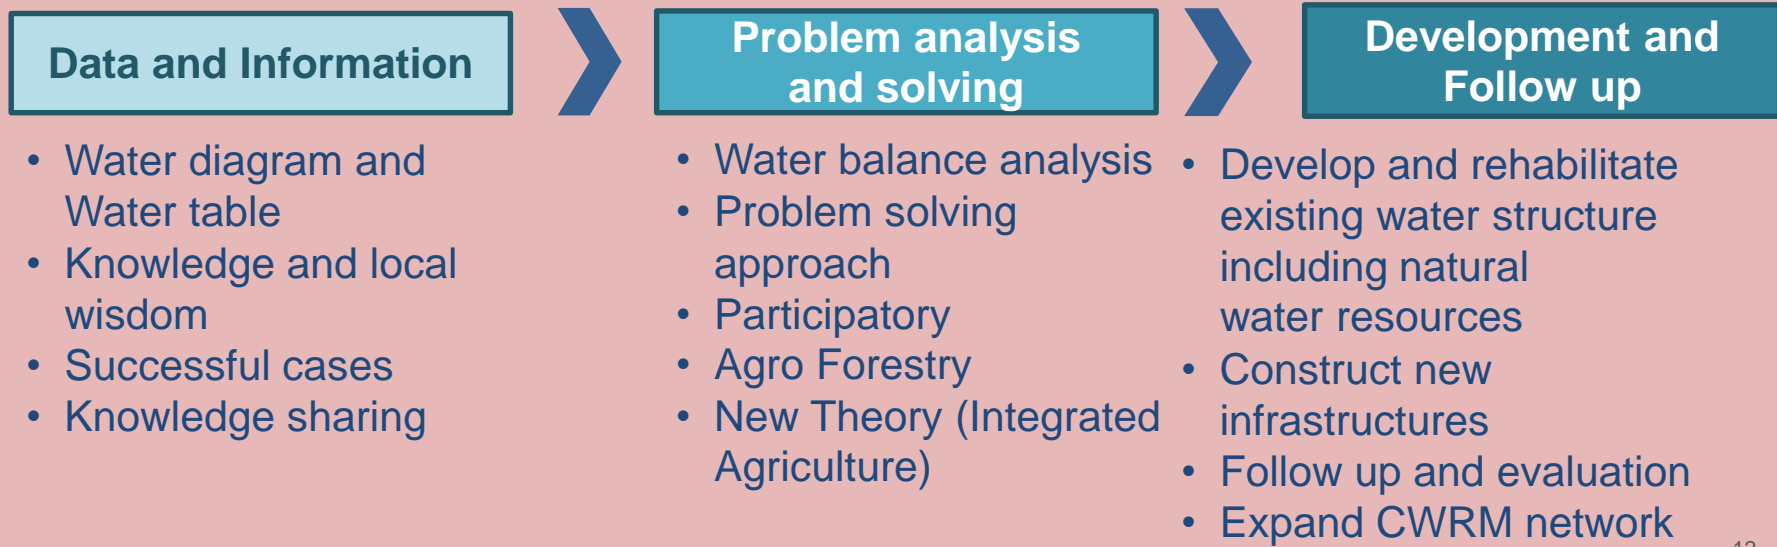 Data and Information
• Water diagram and
Water table
• Knowledge and local
wisdom
• Successful cases
• Knowledge sharing
Problem analysis
and solving
• Water balance analysis
• Problem solving
approach
• Participatory
• Agro Forestry
• New Theory (Integrated
Agriculture)
Development and
Follow up
• Develop and rehabilitate
existing water structure
including natural
water resources
• Construct new
infrastructures
• Follow up and evaluation
• Expand CWRM network